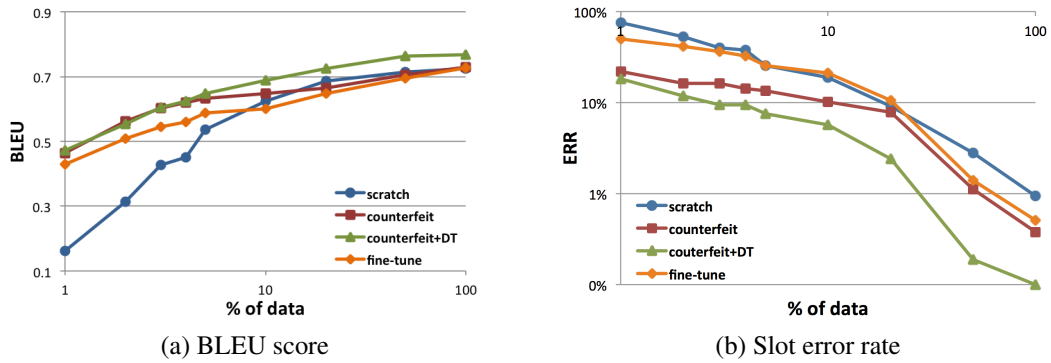 0.9
0.7
0.5
0.3
0.1
BLEU
scratch
counterfeit
counterfeit+DT
fine-tune
1
10
100
% of data
(a) BLEU score
100%
10%
1%
0%
ERR
1
10
100
scratch
counterfeit
couterfeit+DT
fine-tune
% of data
(b) Slot error rate